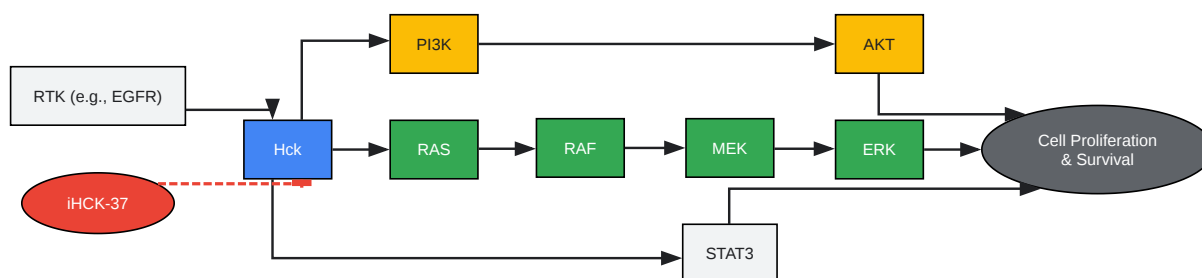 PI3K
AKT
RTK (e.g., EGFR)
Hck
RAS
RAF
MEK
ERK
Cell Proliferation
& Survival
iHCK-37
STAT3